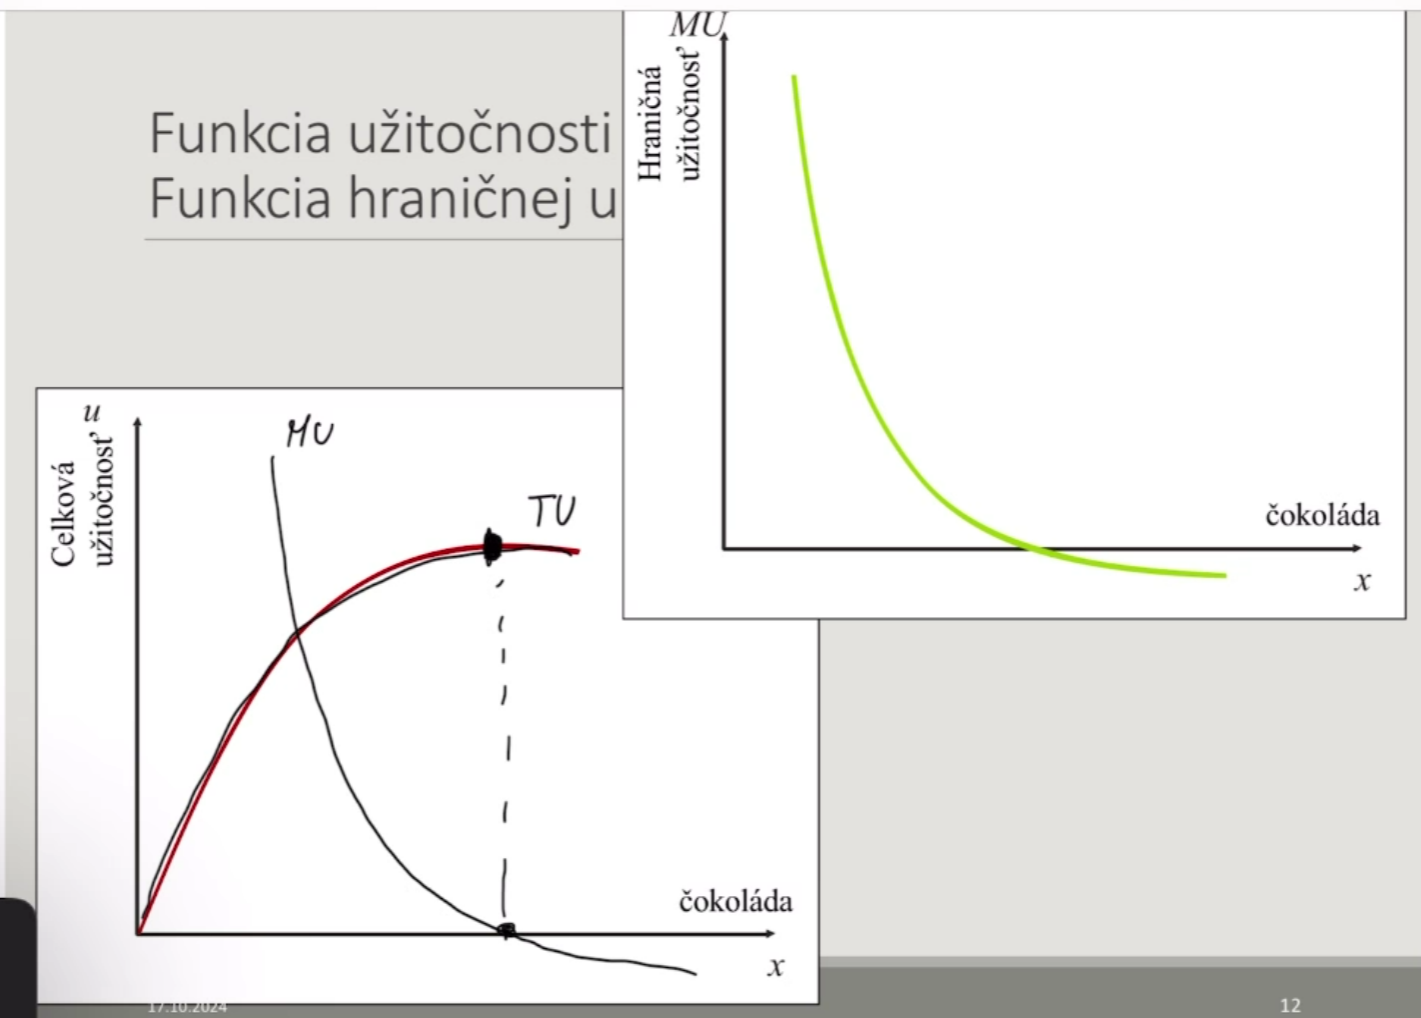 Funkcia užitočnosti
Funkcia hraničnej u
MU
Hraničná
užitočnosť
čokoláda
x
u
Celková
užitočnosť
MU
TU
čokoláda
x
17.10.2024
12